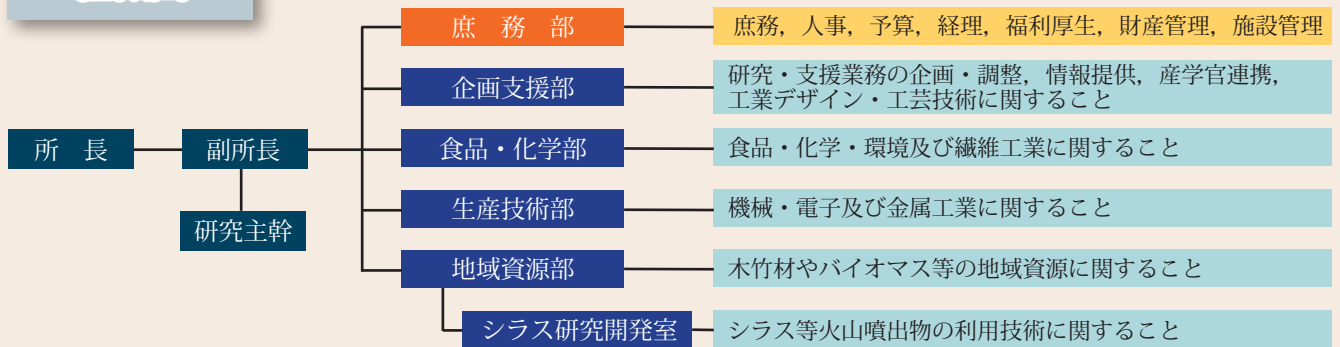 庶　務　部
庶務，人事，予算，経理，福利厚生，財産管理，施設管理
企画支援部
研究・支援業務の企画・調整，情報提供，産学官連携，
工業デザイン・工芸技術に関すること
所　長
副所長
食品・化学部
食品・化学・環境及び繊維工業に関すること
生産技術部
機械・電子及び金属工業に関すること
研究主幹
地域資源部
木竹材やバイオマス等の地域資源に関すること
シラス研究開発室
シラス等火山噴出物の利用技術に関すること